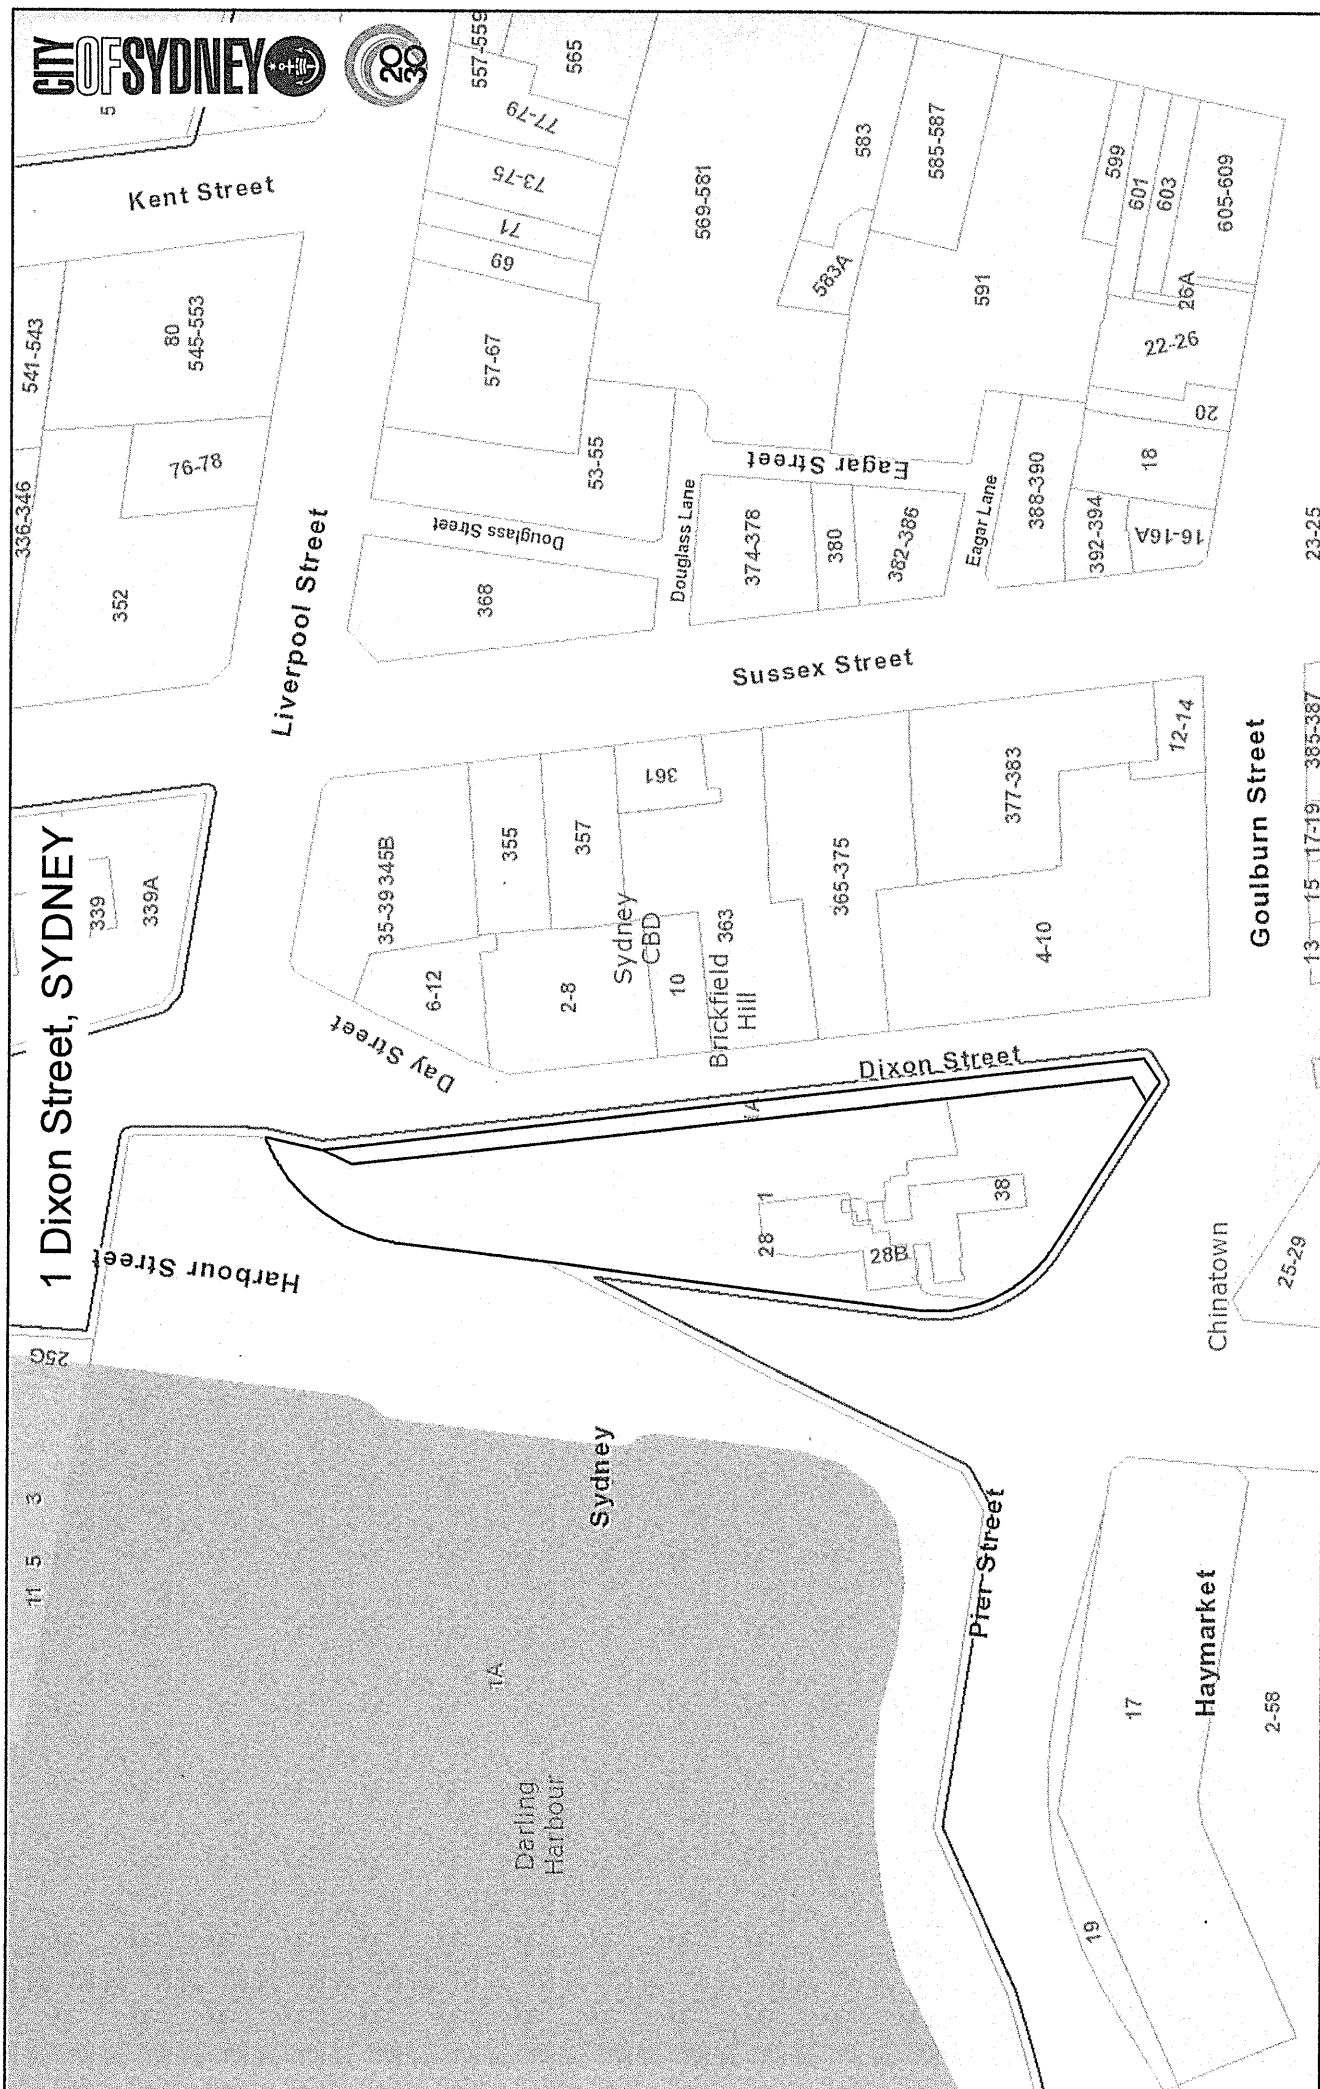 1 Dixon Street, SYDNEY
CITY OF SYDNEY
20
30
11 5 3
25G
339
339A
352
336-346
76-78
541-543
80
545-553
5
Harbour Street
Liverpool Street
Kent Street
Day Street
35-39 345B
6-12
355
357
2-8
361
Sydney
CBD
10
Brickfield 363
Hill
365-375
377-383
4-10
12-14
Dixon Street
1A
Sussex Street
Goulburn Street
368
Douglass Street
53-55
57-67
69
71
73-75
77-79
557-559
565
Douglass Lane
374-378
380
382-386
Eagar Street
Eagar Lane
388-390
392-394
16-16A
18
20
22-26
26A
569-581
583A
583
585-587
591
599
601
603
605-609
28 1
28B
38
Sydney
1A
Darling
Harbour
Pier Street
Chinatown
25-29
13 15 17-19 385-387
23-25
Haymarket
17
19
2-58